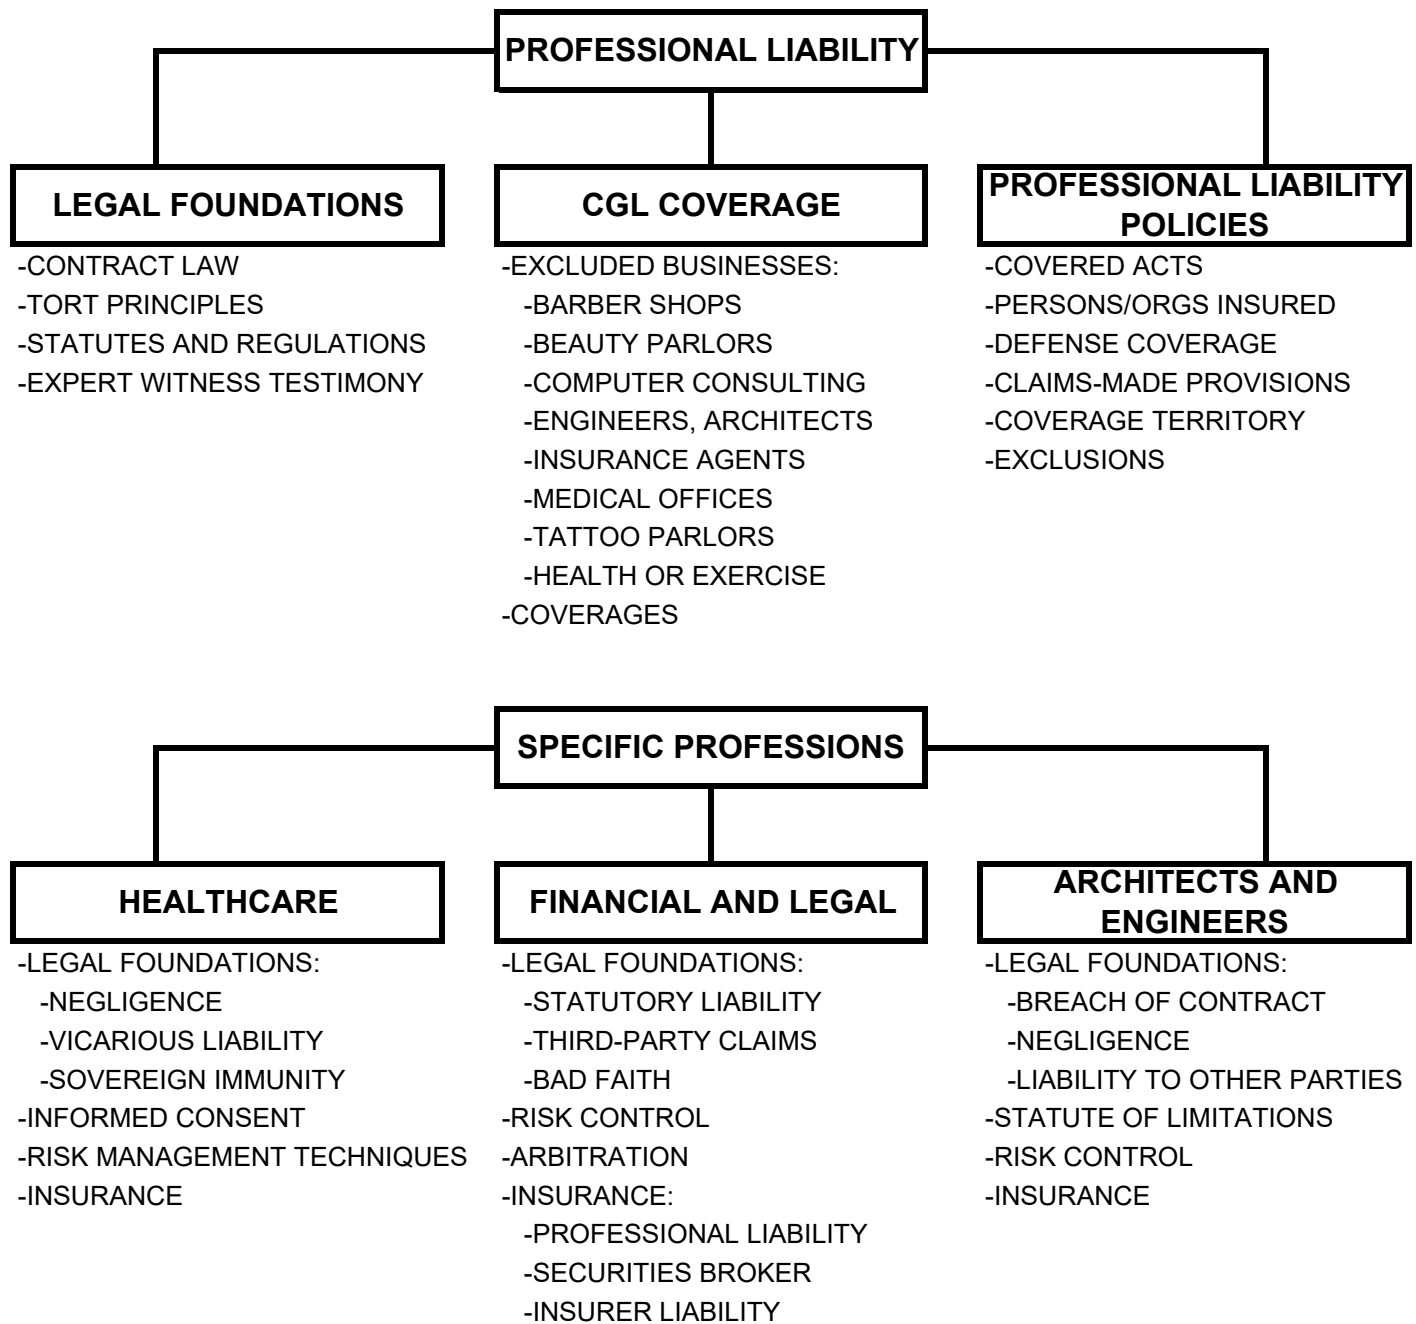 PROFESSIONAL LIABILITY
LEGAL FOUNDATIONS
-CONTRACT LAW
-TORT PRINCIPLES
-STATUTES AND REGULATIONS
-EXPERT WITNESS TESTIMONY
CGL COVERAGE
-EXCLUDED BUSINESSES:
-BARBER SHOPS
-BEAUTY PARLORS
-COMPUTER CONSULTING
-ENGINEERS, ARCHITECTS
-INSURANCE AGENTS
-MEDICAL OFFICES
-TATTOO PARLORS
-HEALTH OR EXERCISE
-COVERAGES
PROFESSIONAL LIABILITY
POLICIES
-COVERED ACTS
-PERSONS/ORGS INSURED
-DEFENSE COVERAGE
-CLAIMS-MADE PROVISIONS
-COVERAGE TERRITORY
-EXCLUSIONS
SPECIFIC PROFESSIONS
HEALTHCARE
-LEGAL FOUNDATIONS:
-NEGLIGENCE
-VICARIOUS LIABILITY
-SOVEREIGN IMMUNITY
-INFORMED CONSENT
-RISK MANAGEMENT TECHNIQUES
-INSURANCE
FINANCIAL AND LEGAL
-LEGAL FOUNDATIONS:
-STATUTORY LIABILITY
-THIRD-PARTY CLAIMS
-BAD FAITH
-RISK CONTROL
-ARBITRATION
-INSURANCE:
-PROFESSIONAL LIABILITY
-SECURITIES BROKER
-INSURER LIABILITY
ARCHITECTS AND
ENGINEERS
-LEGAL FOUNDATIONS:
-BREACH OF CONTRACT
-NEGLIGENCE
-LIABILITY TO OTHER PARTIES
-STATUTE OF LIMITATIONS
-RISK CONTROL
-INSURANCE